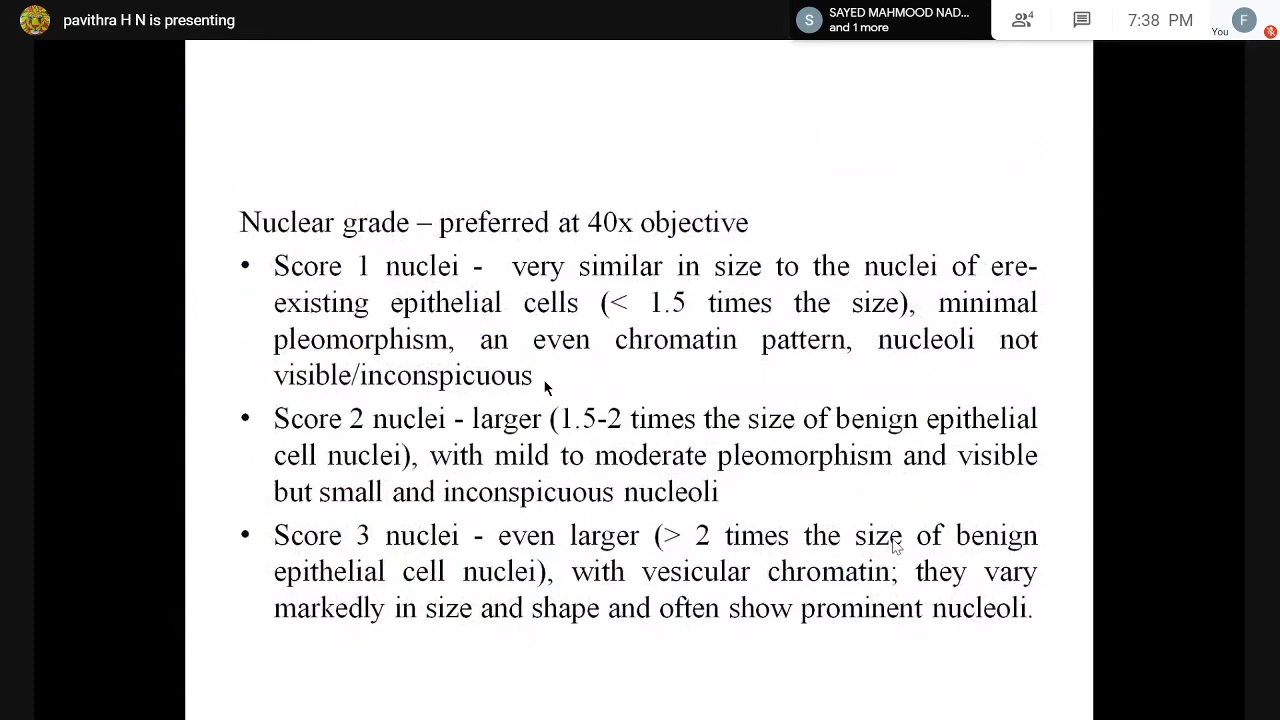 pavithra H N is presenting
S SAYED MAHMOOD NAD...
and 1 more
4
7:38 PM
You
F
Nuclear grade – preferred at 40x objective
• Score 1 nuclei - very similar in size to the nuclei of ere-
existing epithelial cells (< 1.5 times the size), minimal
pleomorphism, an even chromatin pattern, nucleoli not
visible/inconspicuous
• Score 2 nuclei - larger (1.5-2 times the size of benign epithelial
cell nuclei), with mild to moderate pleomorphism and visible
but small and inconspicuous nucleoli
• Score 3 nuclei - even larger (> 2 times the size of benign
epithelial cell nuclei), with vesicular chromatin; they vary
markedly in size and shape and often show prominent nucleoli.